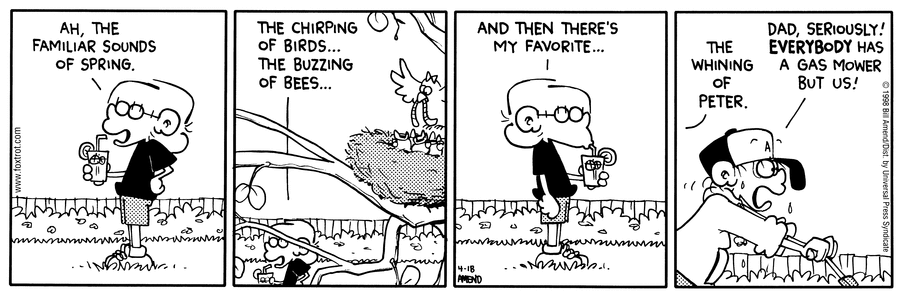 AH, THE
FAMILIAR SOUNDS
OF SPRING.
www.foxtrot.com
THE CHIRPING
OF BIRDS...
THE BUZZING
OF BEES...
AND THEN THERE'S
MY FAVORITE...
4-18
AMEND
THE
WHINING
OF
PETER.
DAD, SERIOUSLY!
EVERYBODY HAS
A GAS MOWER
BUT US!
A
© 1998 Bill Amend/Dist. by Universal Press Syndicate